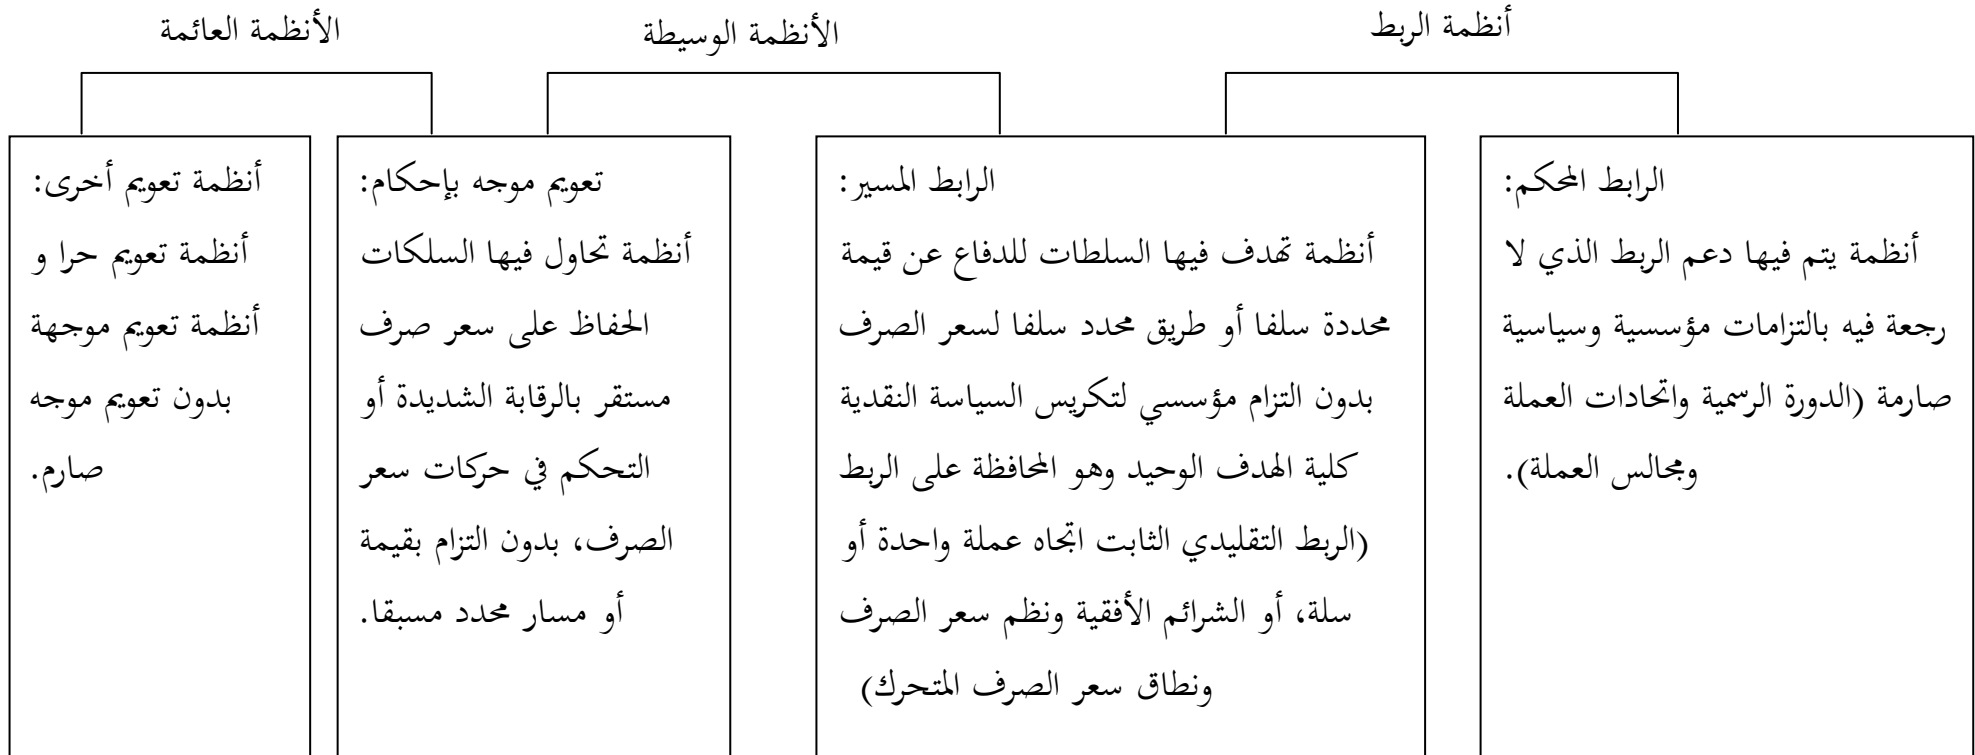 أنظمة الربط
الأنظمة الوسيطة
الأنظمة العائمة
الرابط المحكم:
أنظمة يتم فيها دعم الربط الذي لا
رجعة فيه بالتزامات مؤسسية وسياسية
صارمة (الدورة الرسمية واتحادات العملة
ومجالس العملة).
الرابط المسير:
أنظمة تهدف فيها السلطات للدفاع عن قيمة
محددة سلفا أو طريق محدد سلفا لسعر الصرف
بدون التزام مؤسسي لتكريس السياسة النقدية
كلية الهدف الوحيد وهو المحافظة على الربط
(الربط التقليدي الثابت اتجاه عملة واحدة أو
سلة، أو الشرائم الأفقية ونظم سعر الصرف
ونطاق سعر الصرف المتحرك)
تعويم موجه بإحكام:
أنظمة تحاول فيها السلكات
الحفاظ على سعر صرف
مستقر بالرقابة الشديدة أو
التحكم في حركات سعر
الصرف، بدون التزام بقيمة
أو مسار محدد مسبقا.
أنظمة تعويم أخرى:
أنظمة تعويم حرا و
أنظمة تعويم موجهة
بدون تعويم موجه
صارم.